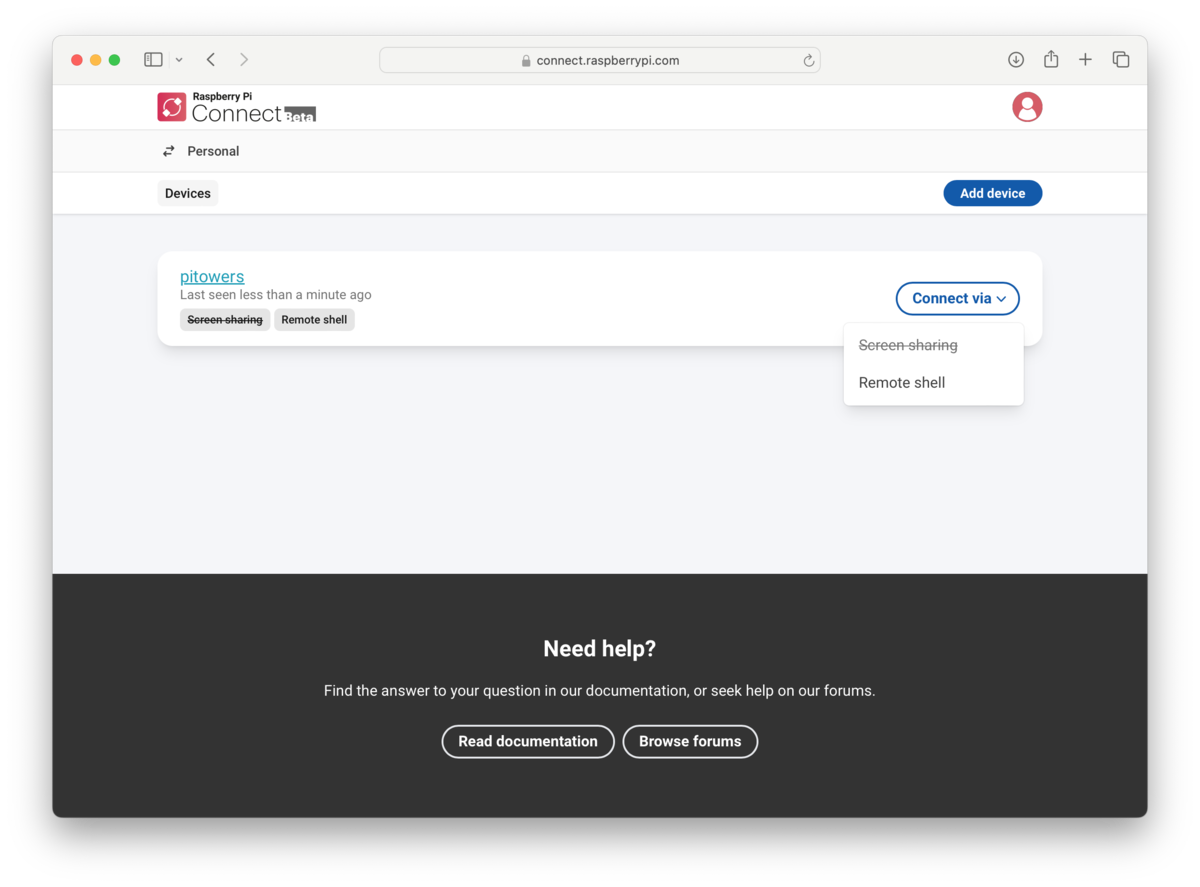 connect.raspberrypi.com
Raspberry Pi
Connect Beta
Personal
Devices
Add device
pitowers
Last seen less than a minute ago
Connect via
Screen sharing Remote shell
Screen sharing
Remote shell
Need help?
Find the answer to your question in our documentation, or seek help on our forums.
Read documentation Browse forums